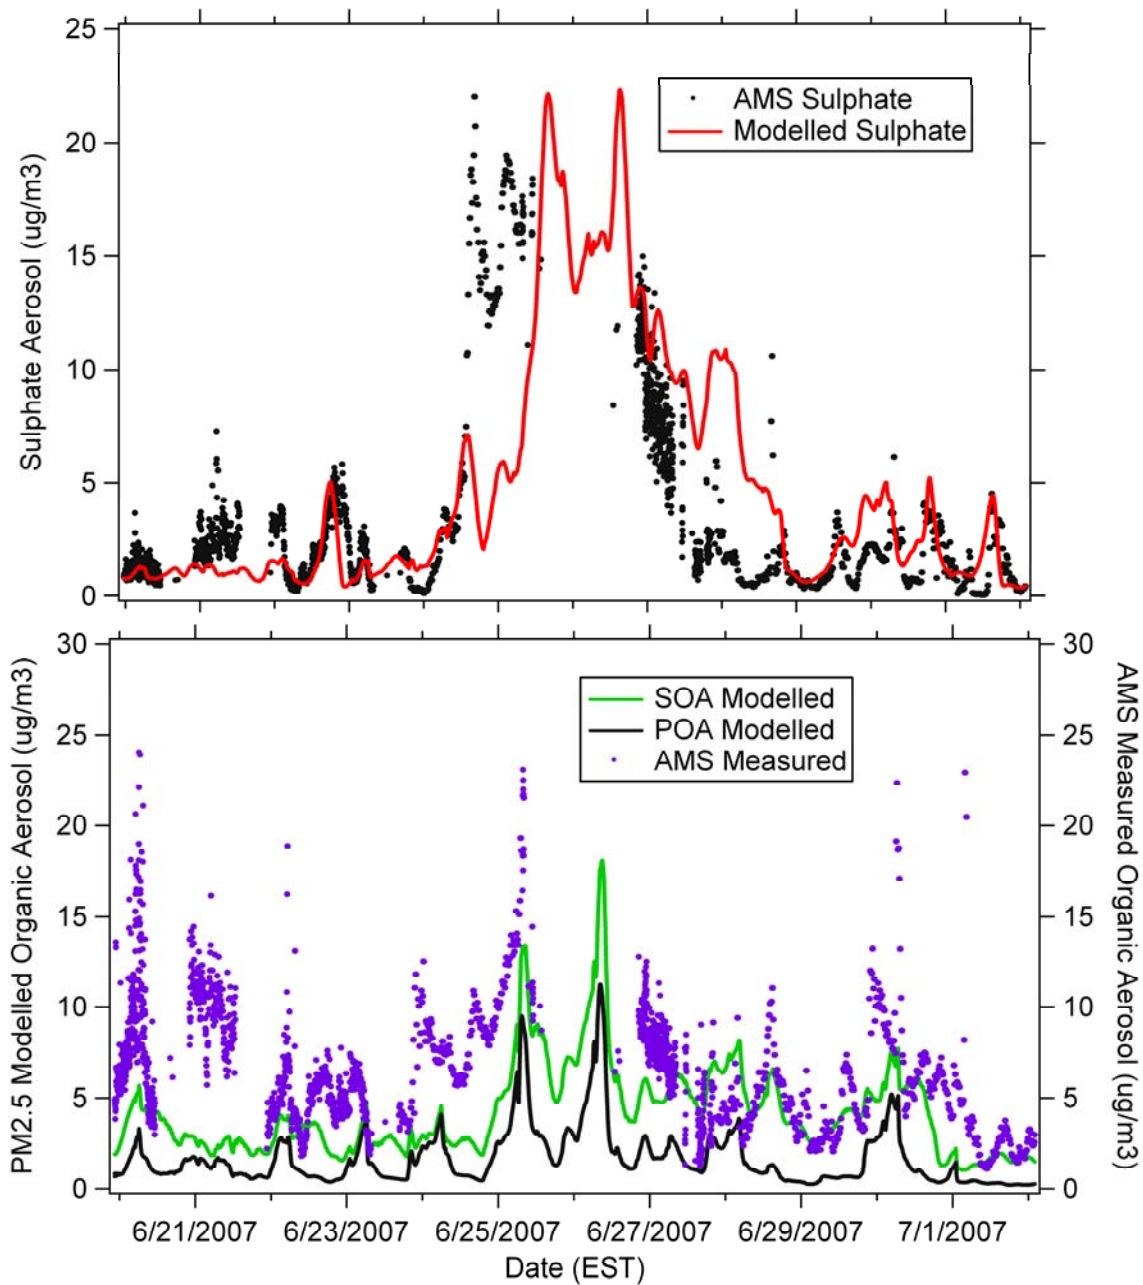 25
20
15
10
5
0
Sulphate Aerosol (ug/m3)
AMS Sulphate
Modelled Sulphate
30
25
20
15
10
5
0
PM2.5 Modelled Organic Aerosol (ug/m3)
SOA Modelled
POA Modelled
AMS Measured
30
25
20
15
10
5
0
AMS Measured Organic Aerosol (ug/m3)
6/21/2007 6/23/2007 6/25/2007 6/27/2007 6/29/2007 7/1/2007
Date (EST)